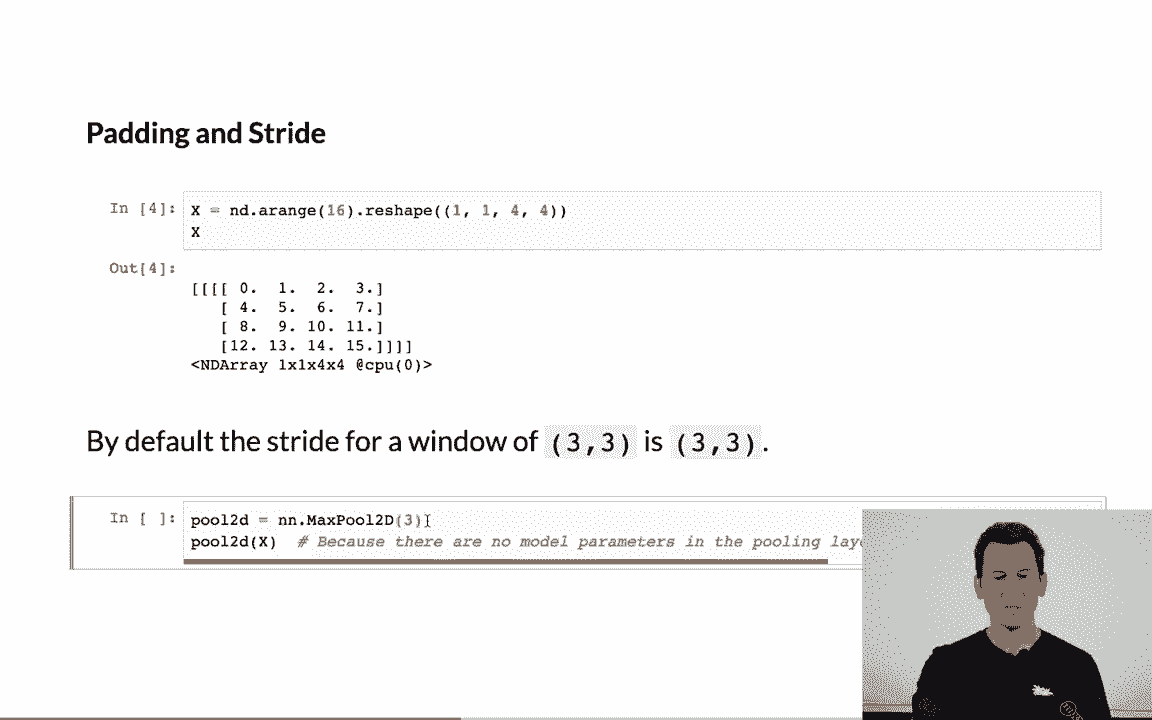 Padding and Stride
In [4]:
X = nd.arange(16).reshape((1, 1, 4, 4))
X
Out[4]:
[[[[ 0.  1.  2.  3.]
[ 4.  5.  6.  7.]
[ 8.  9. 10. 11.]
[12. 13. 14. 15.]]]]
<NDArray 1x1x4x4 @cpu(0)>
By default the stride for a window of (3,3) is (3,3).
In [ ]:
pool2d = nn.MaxPool2D(3)
pool2d(X)  # Because there are no model parameters in the pooling